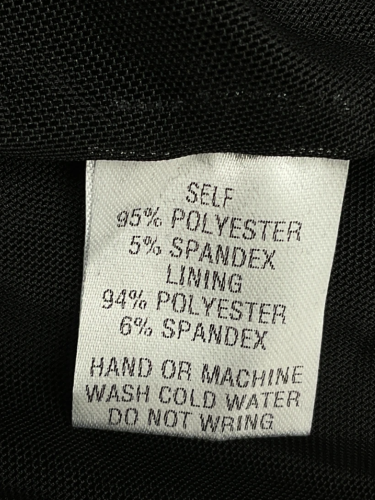 SELF
95% POLYESTER
5% SPANDEX
LINING
94% POLYESTER
6% SPANDEX
HAND OR MACHINE
WASH COLD WATER
DO NOT WRING